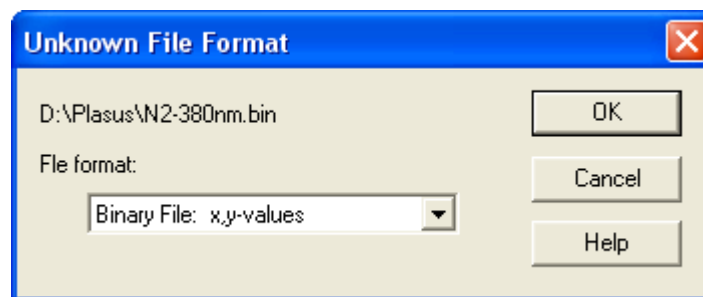 Unknown File Format
D:\Plasus\N2-380nm.bin
OK
Fle format:
Cancel
Binary File:  x,y-values
Help